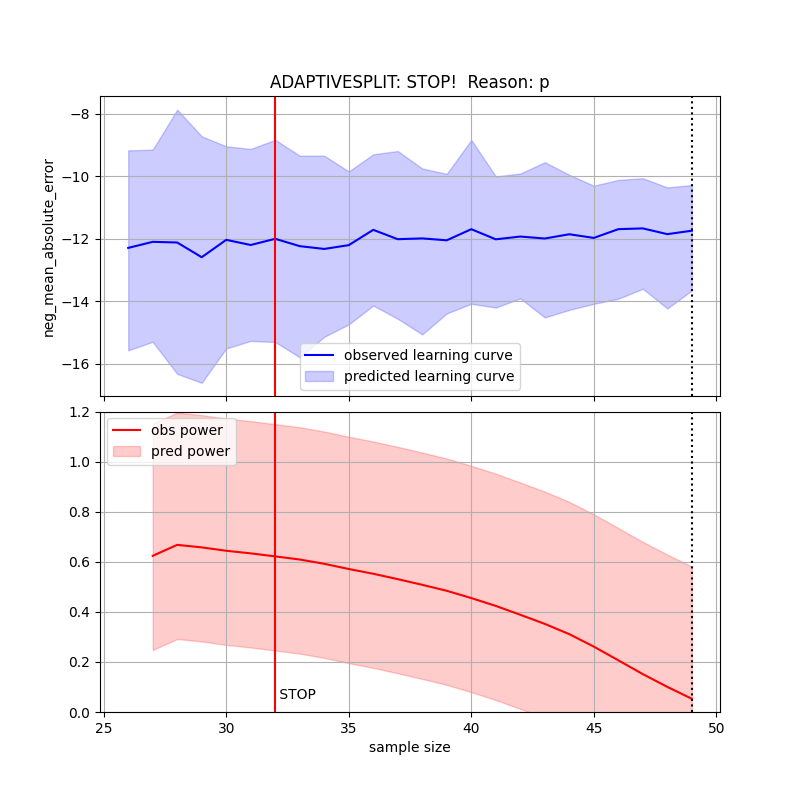 ADAPTIVESPLIT: STOP!  Reason: p
−8
−10
−12
−14
−16
neg_mean_absolute_error
observed learning curve
predicted learning curve
1.2
1.0
0.8
0.6
0.4
0.2
0.0
obs power
pred power
STOP
25 30 35 40 45 50
sample size